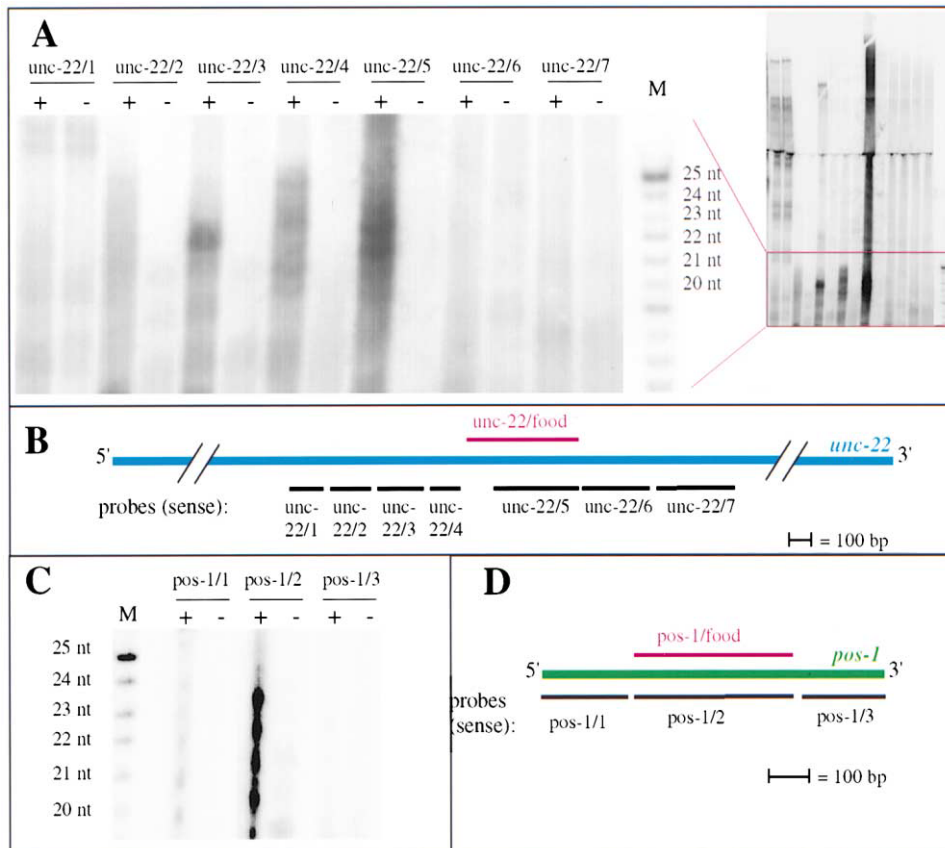 A
unc-22/1 unc-22/2 unc-22/3 unc-22/4 unc-22/5 unc-22/6 unc-22/7
+ - + - + - + - + - + - + - M
25 nt
24 nt
23 nt
22 nt
21 nt
20 nt
B
unc-22/food
5' unc-22 3'
probes (sense): unc-22/1 unc-22/2 unc-22/3 unc-22/4 unc-22/5 unc-22/6 unc-22/7
= 100 bp
C
pos-1/1 pos-1/2 pos-1/3
M + - + - + -
25 nt
24 nt
23 nt
22 nt
21 nt
20 nt
D
pos-1/food
5' pos-1 3'
probes
(sense): pos-1/1 pos-1/2 pos-1/3
= 100 bp